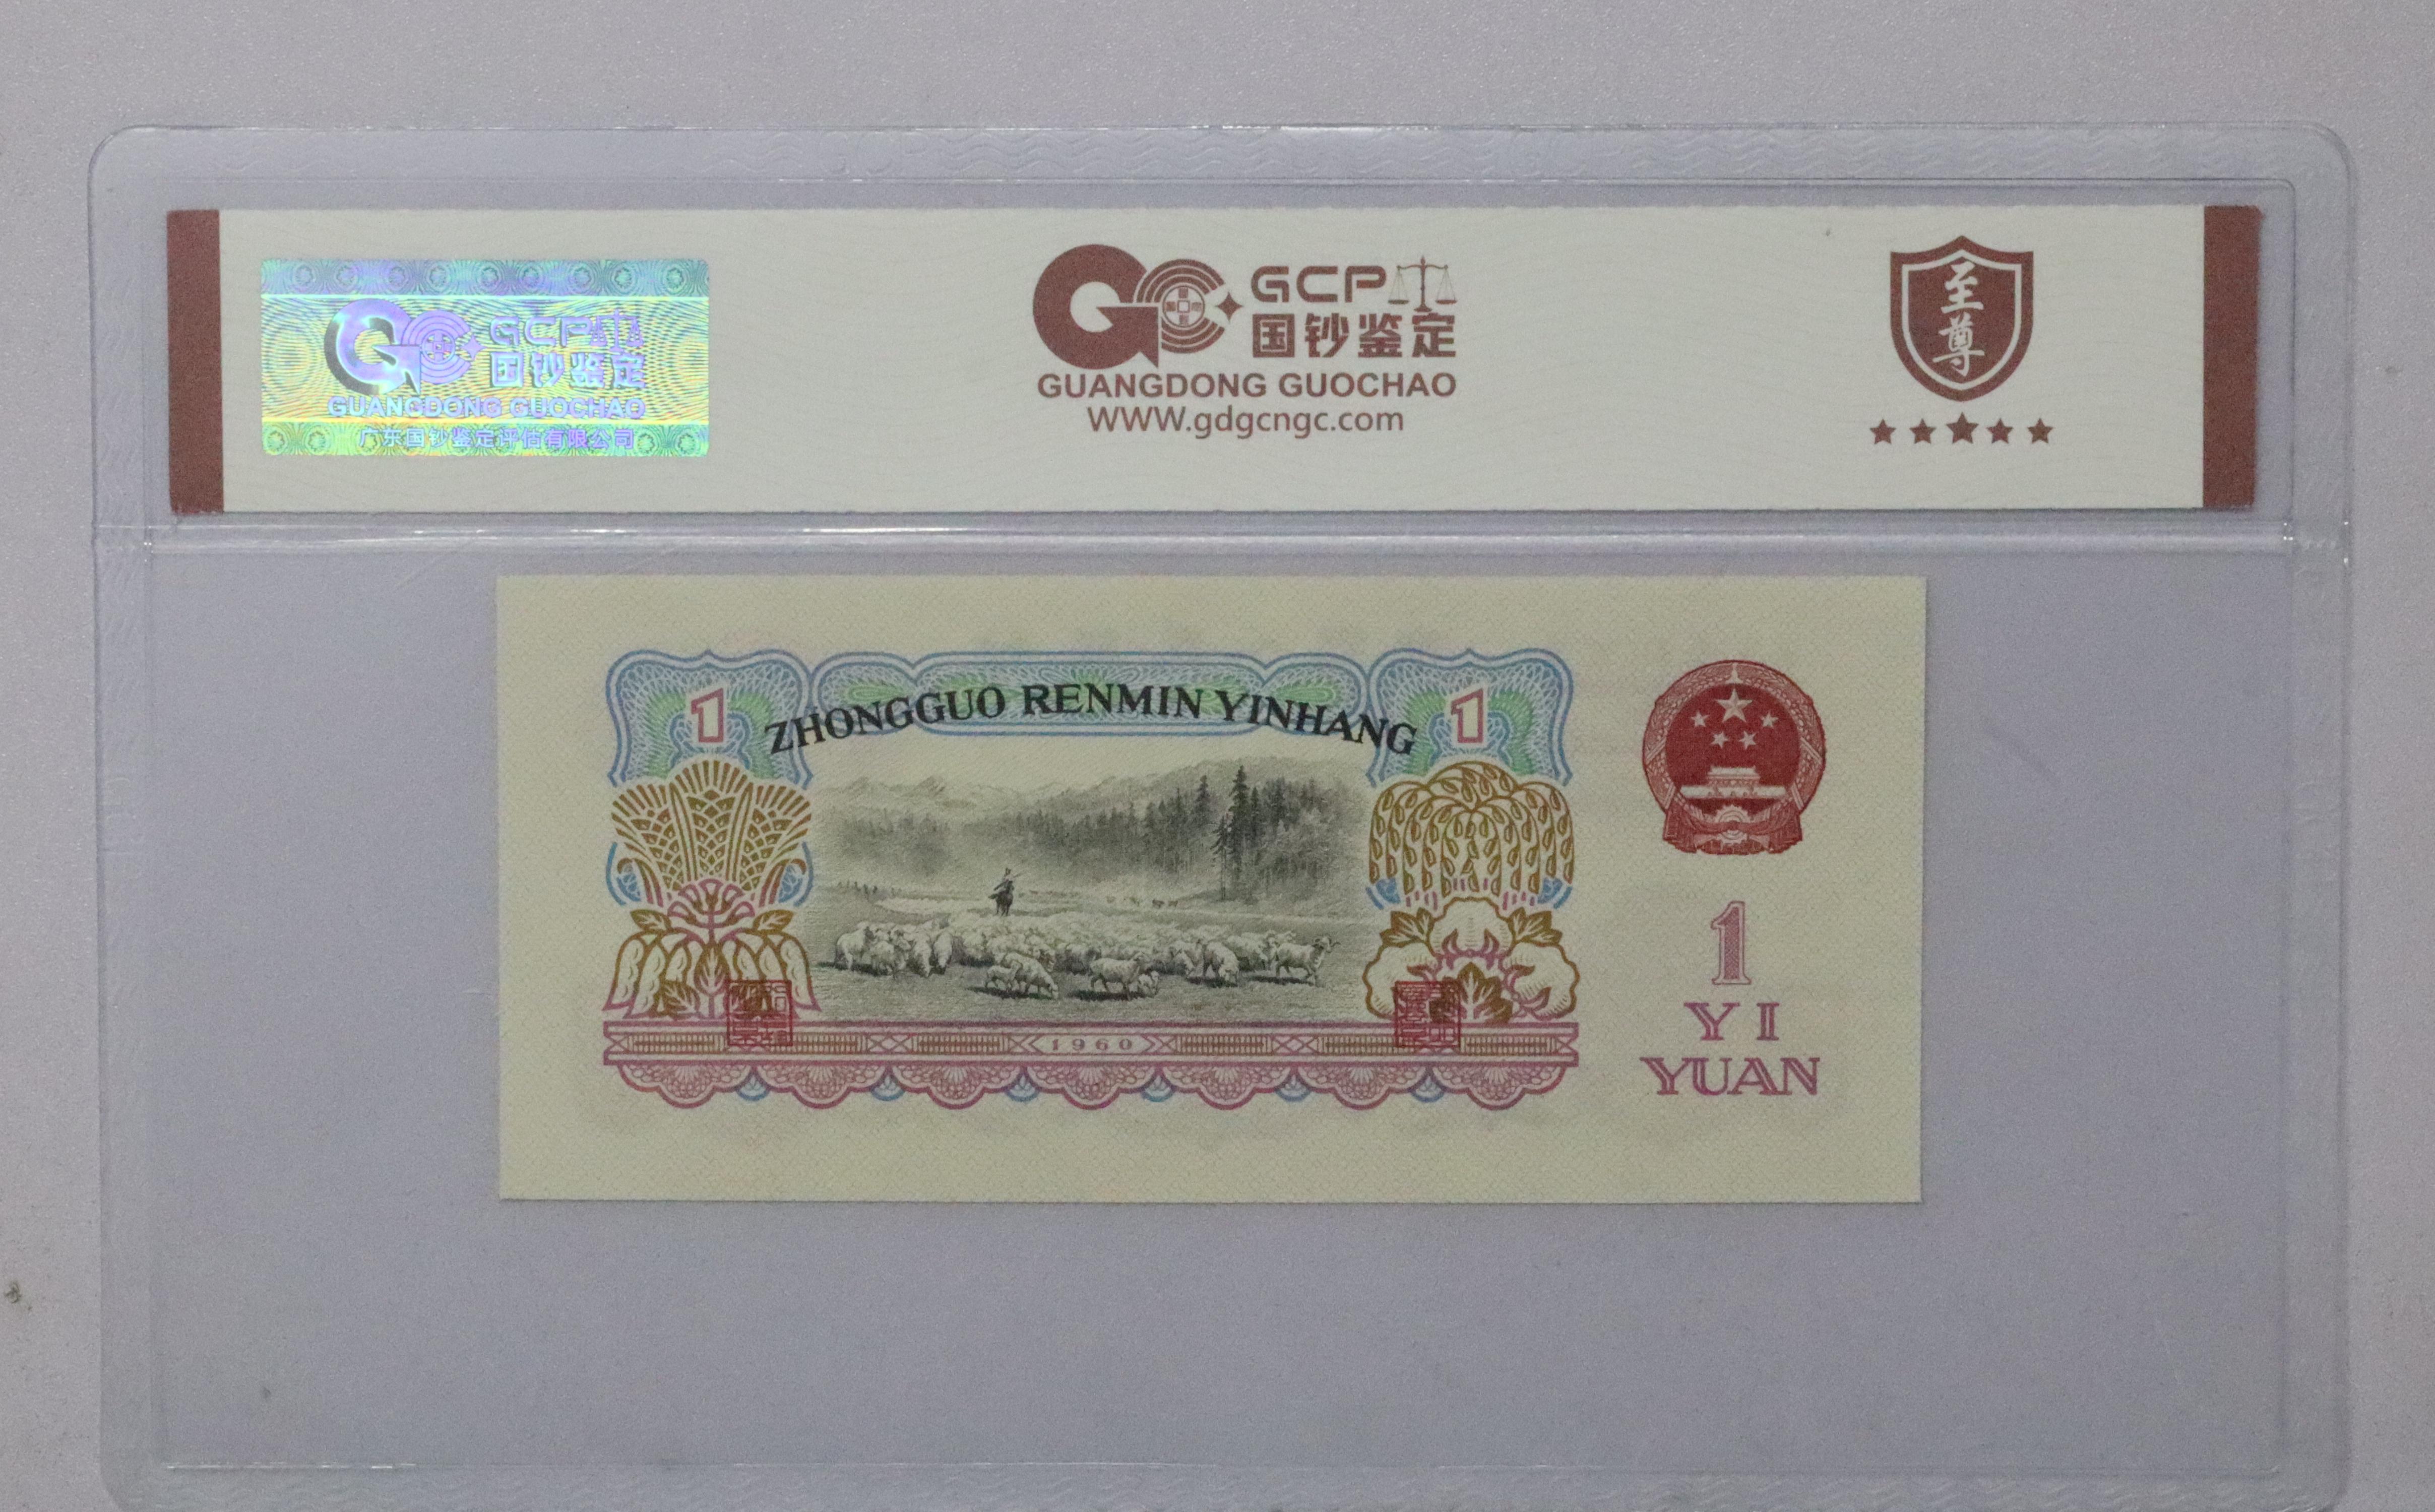 GCP
国钞鉴定
GUANGDONG GUOCHAO
广东国钞鉴定评估有限公司
GCP
国钞鉴定
GUANGDONG GUOCHAO
WWW.gdgcngc.com
至
尊
1
ZHONGGUO RENMIN YINHANG
1
1
YI
YUAN
1960